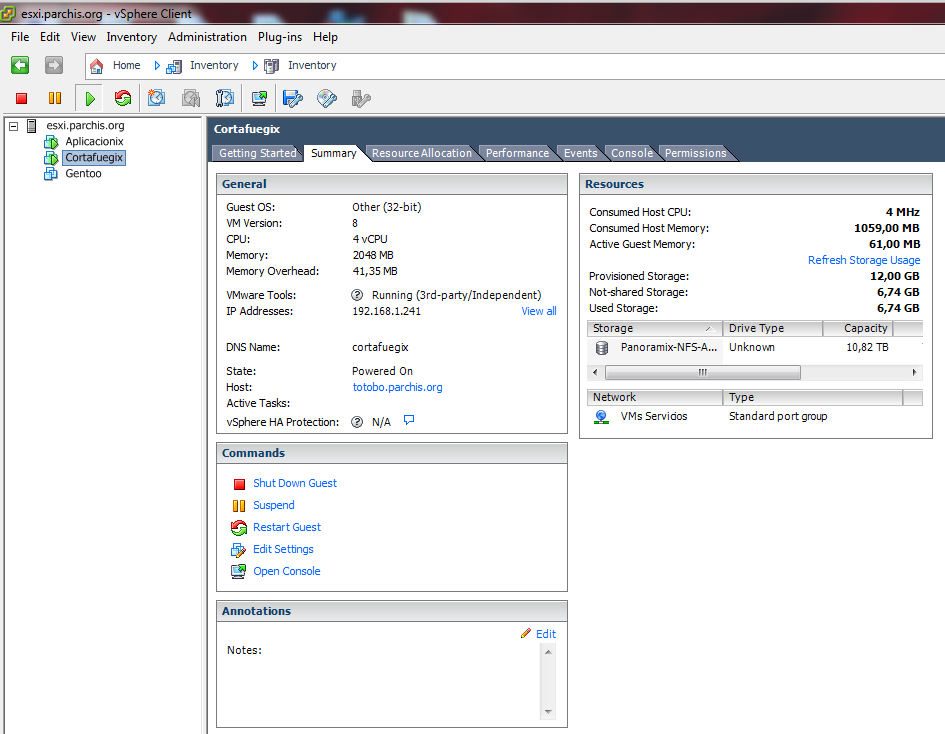 esxi.parchis.org - vSphere Client
File Edit View Inventory Administration Plug-ins Help
Home Inventory Inventory
esxi.parchis.org
Aplicacionix
Cortafuegix
Gentoo
Cortafuegix
Getting Started Summary Resource Allocation Performance Events Console Permissions
General
Guest OS: Other (32-bit)
VM Version: 8
CPU: 4 vCPU
Memory: 2048 MB
Memory Overhead: 41,35 MB
VMware Tools: Running (3rd-party/Independent)
IP Addresses: 192.168.1.241 View all
DNS Name: cortafuegix
State: Powered On
Host: totobo.parchis.org
Active Tasks:
vSphere HA Protection: N/A
Commands
Shut Down Guest
Suspend
Restart Guest
Edit Settings
Open Console
Annotations
Edit
Notes:
Resources
Consumed Host CPU: 4 MHz
Consumed Host Memory: 1059,00 MB
Active Guest Memory: 61,00 MB
Refresh Storage Usage
Provisioned Storage: 12,00 GB
Not-shared Storage: 6,74 GB
Used Storage: 6,74 GB
Storage Drive Type Capacity
Panoramix-NFS-A... Unknown 10,82 TB
Network Type
VMs Servidos Standard port group